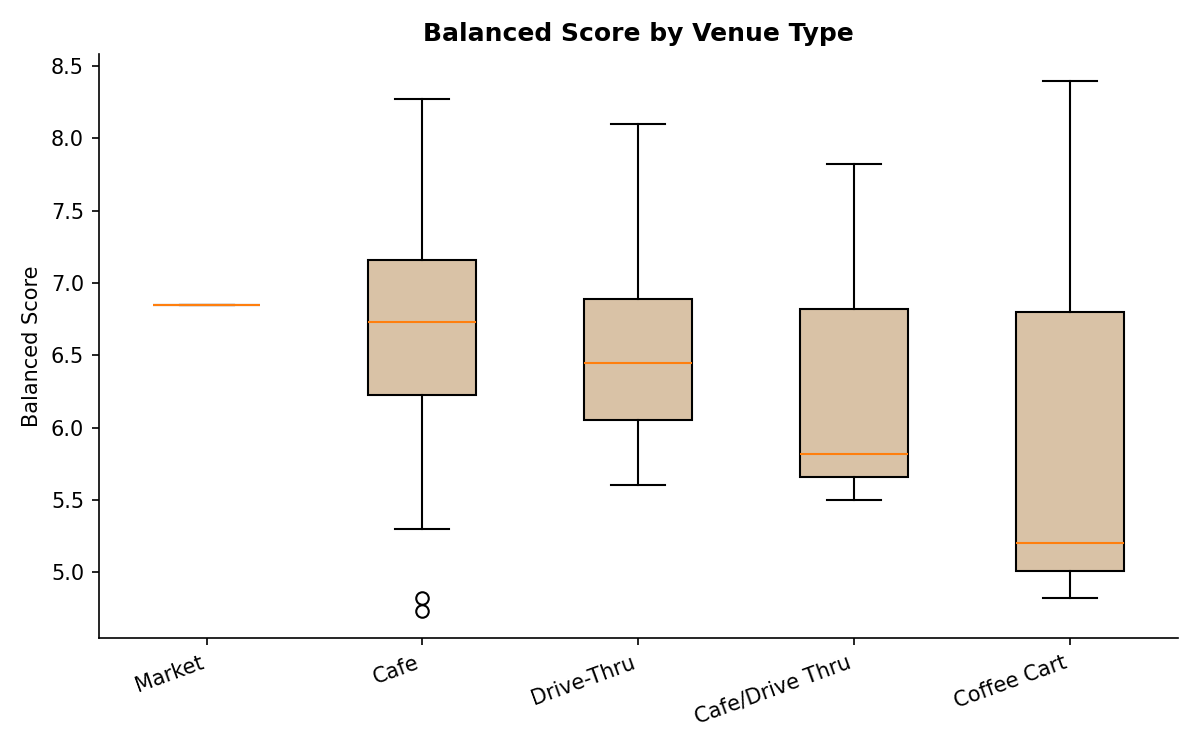 Balanced Score by Venue Type
Balanced Score
8.5
8.0
7.5
7.0
6.5
6.0
5.5
5.0
Market
Cafe
Drive-Thru
Cafe/Drive Thru
Coffee Cart